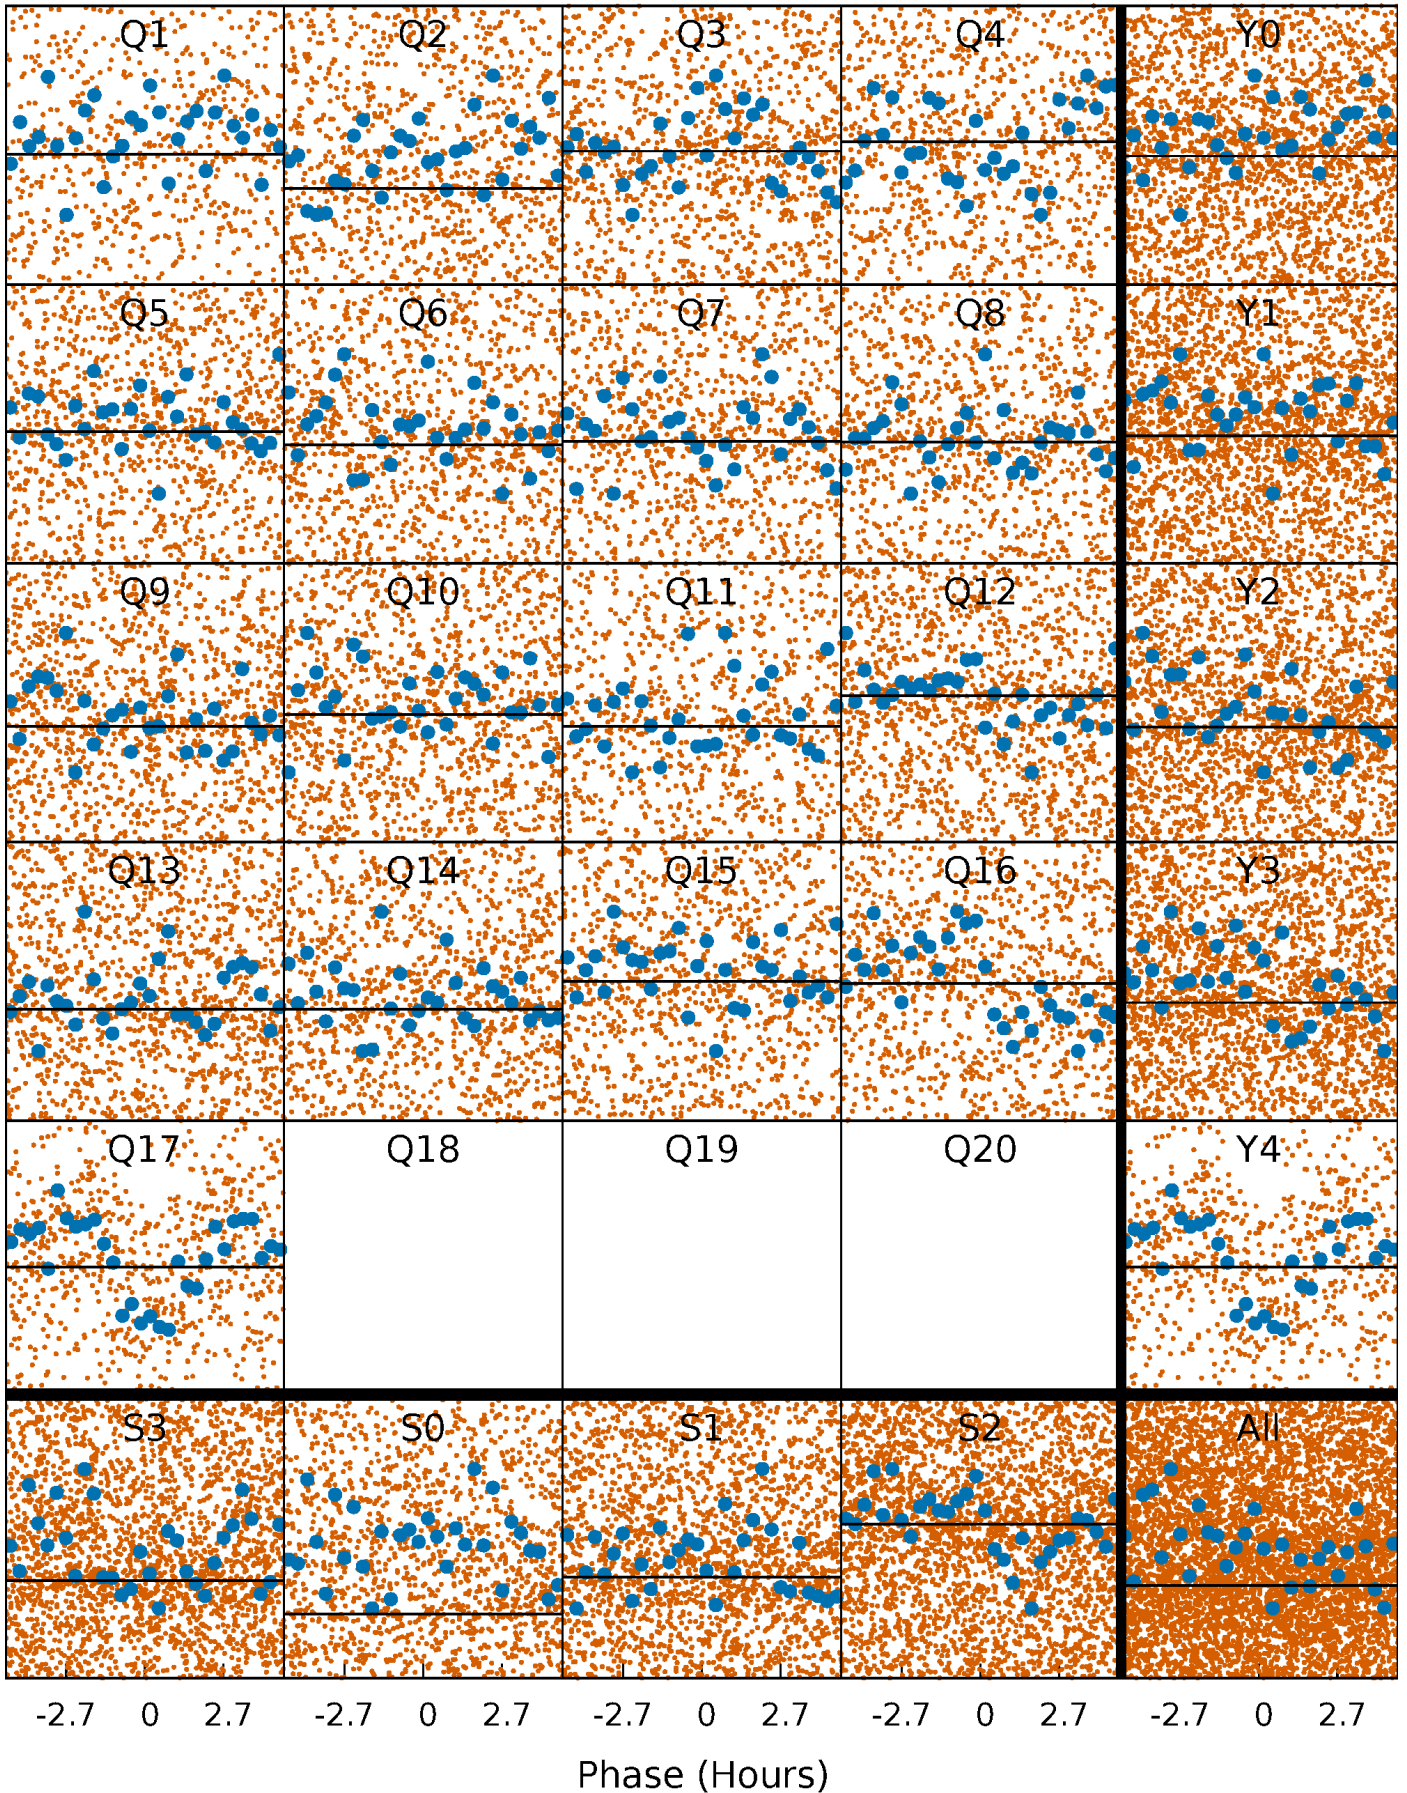 Q1 Q2 Q3 Q4 Y0
Q5 Q6 Q7 Q8 Y1
Q9 Q10 Q11 Q12 Y2
Q13 Q14 Q15 Q16 Y3
Q17 Q18 Q19 Q20 Y4
S3 S0 S1 S2 All
-2.7 0 2.7 -2.7 0 2.7 -2.7 0 2.7 -2.7 0 2.7 -2.7 0 2.7
Phase (Hours)